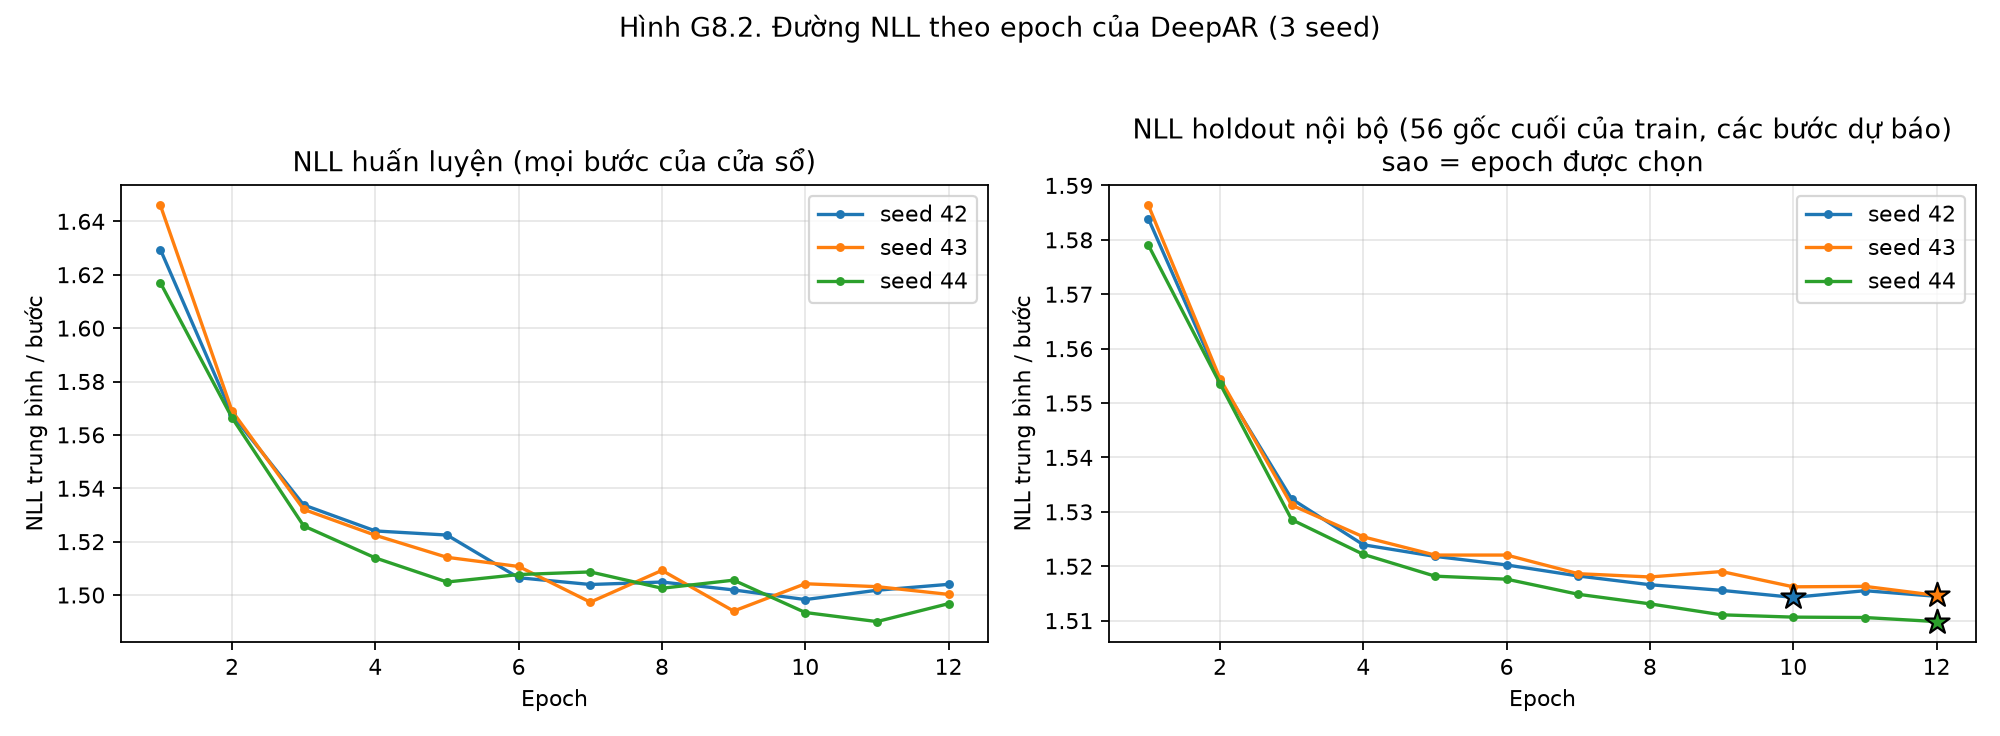 Hình G8.2. Đường NLL theo epoch của DeepAR (3 seed)
NLL huấn luyện (mọi bước của cửa sổ)
NLL trung bình / bước
1.64
1.62
1.60
1.58
1.56
1.54
1.52
1.50
2
4
6
8
10
12
Epoch
seed 42
seed 43
seed 44
NLL holdout nội bộ (56 gốc cuối của train, các bước dự báo)
sao = epoch được chọn
NLL trung bình / bước
1.59
1.58
1.57
1.56
1.55
1.54
1.53
1.52
1.51
2
4
6
8
10
12
Epoch
seed 42
seed 43
seed 44